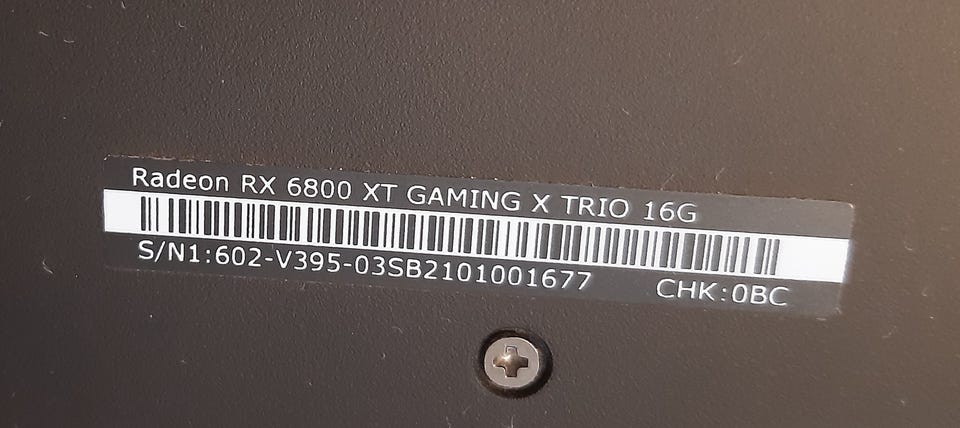 Radeon RX 6800 XT GAMING X TRIO 16G
S/N1:602-V395-03SB2101001677 CHK:0BC